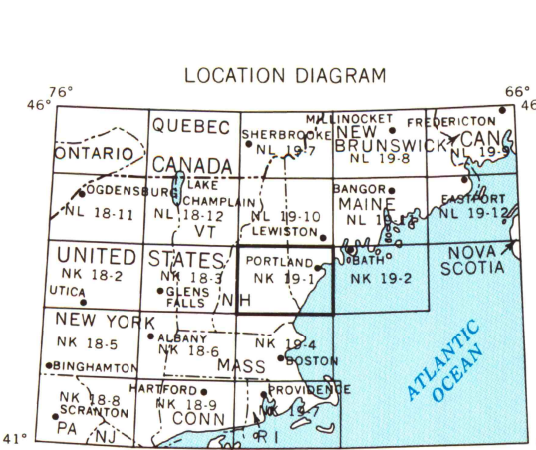 LOCATION DIAGRAM
76° 66°
46° 46
QUEBEC SHERBROOKE MILLINOCKET FREDERICTON
NL 19-7 NEW BRUNSWICK CAN
ONTARIO NL 19-8 NL 19-9
CANADA
OGDENSBURG LAKE CHAMPLAIN BANGOR EASTPORT
NL 18-11 NL 18-12 NL 19-10 MAINE NL 19-12
VT LEWISTON
UNITED STATES PORTLAND BATH NOVA SCOTIA
NK 18-2 NK 18-3 NK 19-1 NK 19-2
UTICA GLENS FALLS NH
NEW YORK ALBANY NK 19-4
NK 18-5 NK 18-6 BOSTON
MASS
BINGHAMTON
ATLANTIC OCEAN
HARTFORD PROVIDENCE
NK 18-8 NK 18-9 NK 19-7
SCRANTON CONN
PA NJ RI
41°